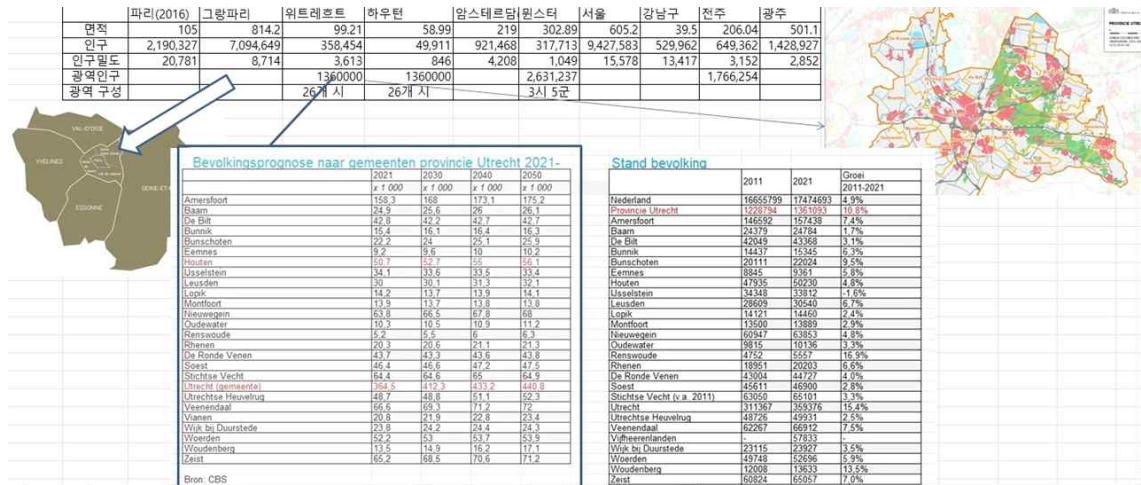 파리(2016) 그랑파리 위트레흐트 하우턴 암스테르담 뮌스터 서울 강남구 전주 광주
면적 105 814.2 99.21 58.99 219 302.89 605.2 39.5 206.04 501.1
인구 2,190,327 7,094,649 358,454 49,911 921,468 317,713 9,427,583 529,962 649,362 1,428,927
인구밀도 20,781 8,714 3,613 846 4,208 1,049 15,578 13,417 3,152 2,852
광역인구 1360000 1360000 2,631,237 1,766,254
광역 구성 26개 시 26개 시 3시 5군
VAL-D'OISE
YVELINES
ESSONNE
Bevolkingsprognose naar gemeenten provincie Utrecht 2021-
2021 2030 2040 2050
x 1 000 x 1 000 x 1 000 x 1 000
Amersfoort 158,3 168 173,1 175,2
Baarn 24,9 25,6 26 26,1
De Bilt 42,8 42,2 42,7 42,7
Bunnik 15,4 16,1 16,4 16,3
Bunschoten 22,2 24 25,1 25,9
Eemnes 9,2 9,6 10 10,2
Houten 50,7 52,7 55 56,1
IJsselstein 34,1 33,6 33,5 33,4
Leusden 30 30,1 31,3 32,1
Lopik 14,2 13,7 13,9 14,1
Montfoort 13,9 13,7 13,8 13,8
Nieuwegein 63,8 66,5 67,8 68
Oudewater 10,3 10,5 10,9 11,2
Renswoude 5,2 5,5 6 6,3
Rhenen 20,3 20,6 21,1 21,3
De Ronde Venen 43,7 43,3 43,6 43,8
Soest 46,4 46,6 47,2 47,5
Stichtse Vecht 64,4 64,6 65 64,9
Utrecht (gemeente) 364,5 412,3 433,2 440,8
Utrechtse Heuvelrug 48,7 48,8 51,1 52,3
Veenendaal 66,6 69,3 71,2 72
Vianen 20,8 21,9 22,8 23,4
Wijk bij Duurstede 23,8 24,2 24,4 24,3
Woerden 52,2 53 53,7 53,9
Woudenberg 13,5 14,9 16,2 17,1
Zeist 65,2 68,5 70,6 71,2
Bron: CBS
Stand bevolking
2011 2021 Groei
2011-2021
Nederland 16655799 17474693 4,9%
Provincie Utrecht 1228794 1361093 10,8%
Amersfoort 146592 157438 7,4%
Baarn 24379 24784 1,7%
De Bilt 42049 43368 3,1%
Bunnik 14437 15345 6,3%
Bunschoten 20111 22024 9,5%
Eemnes 8845 9361 5,8%
Houten 47935 50230 4,8%
IJsselstein 34348 33812 -1,6%
Leusden 28609 30540 6,7%
Lopik 14121 14460 2,4%
Montfoort 13500 13889 2,9%
Nieuwegein 60947 63853 4,8%
Oudewater 9815 10136 3,3%
Renswoude 4752 5557 16,9%
Rhenen 18951 20203 6,6%
De Ronde Venen 43004 44727 4,0%
Soest 45611 46900 2,8%
Stichtse Vecht (v.a. 2011) 63050 65101 3,3%
Utrecht 311367 359376 15,4%
Utrechtse Heuvelrug 48726 49931 2,5%
Veenendaal 62267 66912 7,5%
Vijfheerenlanden - 57833 -
Wijk bij Duurstede 23115 23927 3,5%
Woerden 49748 52696 5,9%
Woudenberg 12008 13633 13,5%
Zeist 60824 65057 7,0%